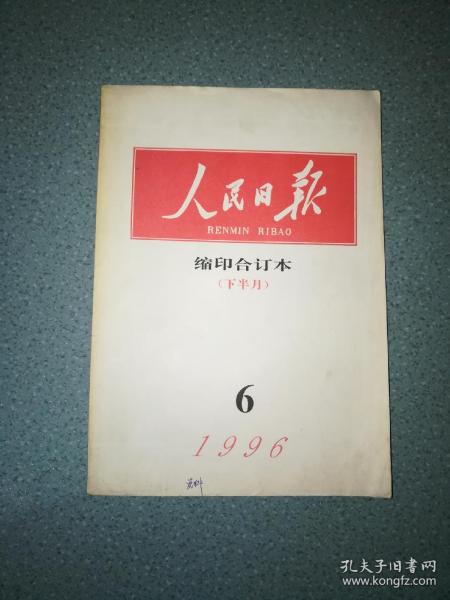 人民日报
RENMIN RIBAO
缩印合订本
（下半月）
6
1996
孔夫子旧书网
www.kongfz.com